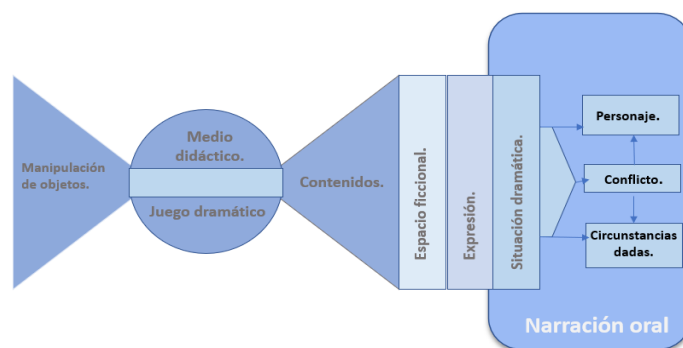 Manipulación
de objetos.
Medio
didáctico.
Juego dramático
Contenidos.
Espacio ficcional.
Expresión.
Situación dramática.
Personaje.
Conflicto.
Circunstancias
dadas.
Narración oral